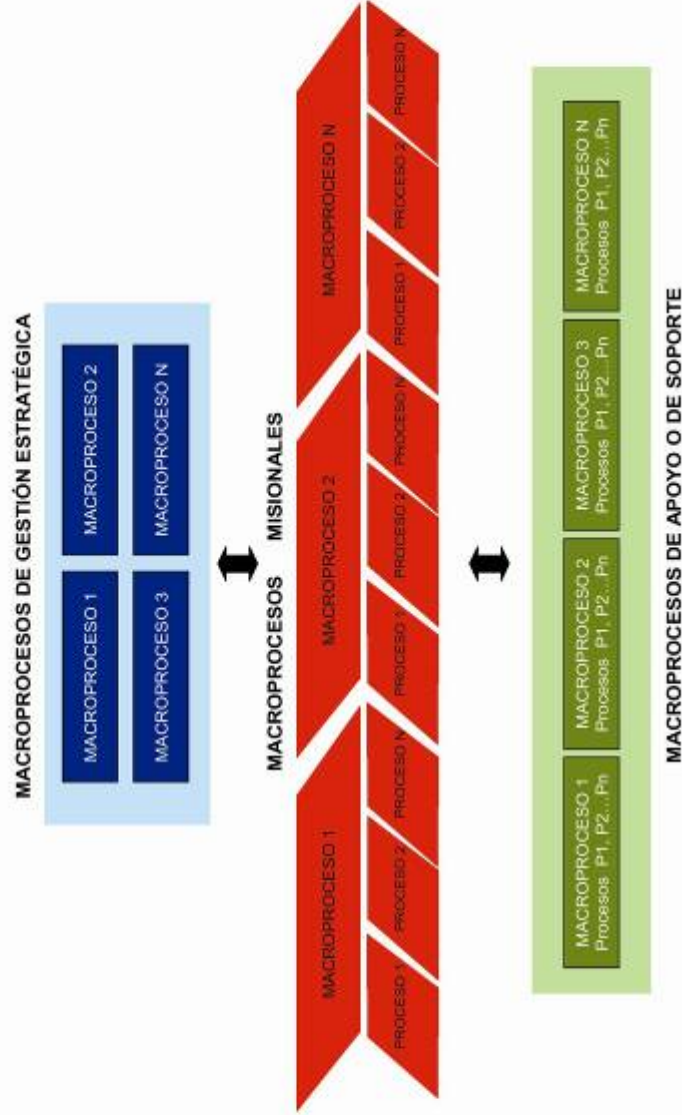 MACROPROCESOS DE GESTIÓN ESTRATÉGICA
MACROPROCESO 1
MACROPROCESO 2
MACROPROCESO 3
MACROPROCESO N
MACROPROCESOS MISIONALES
MACROPROCESO 1
MACROPROCESO 2
MACROPROCESO N
PROCESO 1
PROCESO 2
PROCESO N
PROCESO 1
PROCESO 2
PROCESO N
PROCESO 1
PROCESO 2
PROCESO N
MACROPROCESO 1
Procesos P1, P2...Pn
MACROPROCESO 2
Procesos P1, P2...Pn
MACROPROCESO 3
Procesos P1, P2...Pn
MACROPROCESO N
Procesos P1, P2...Pn
MACROPROCESOS DE APOYO O DE SOPORTE